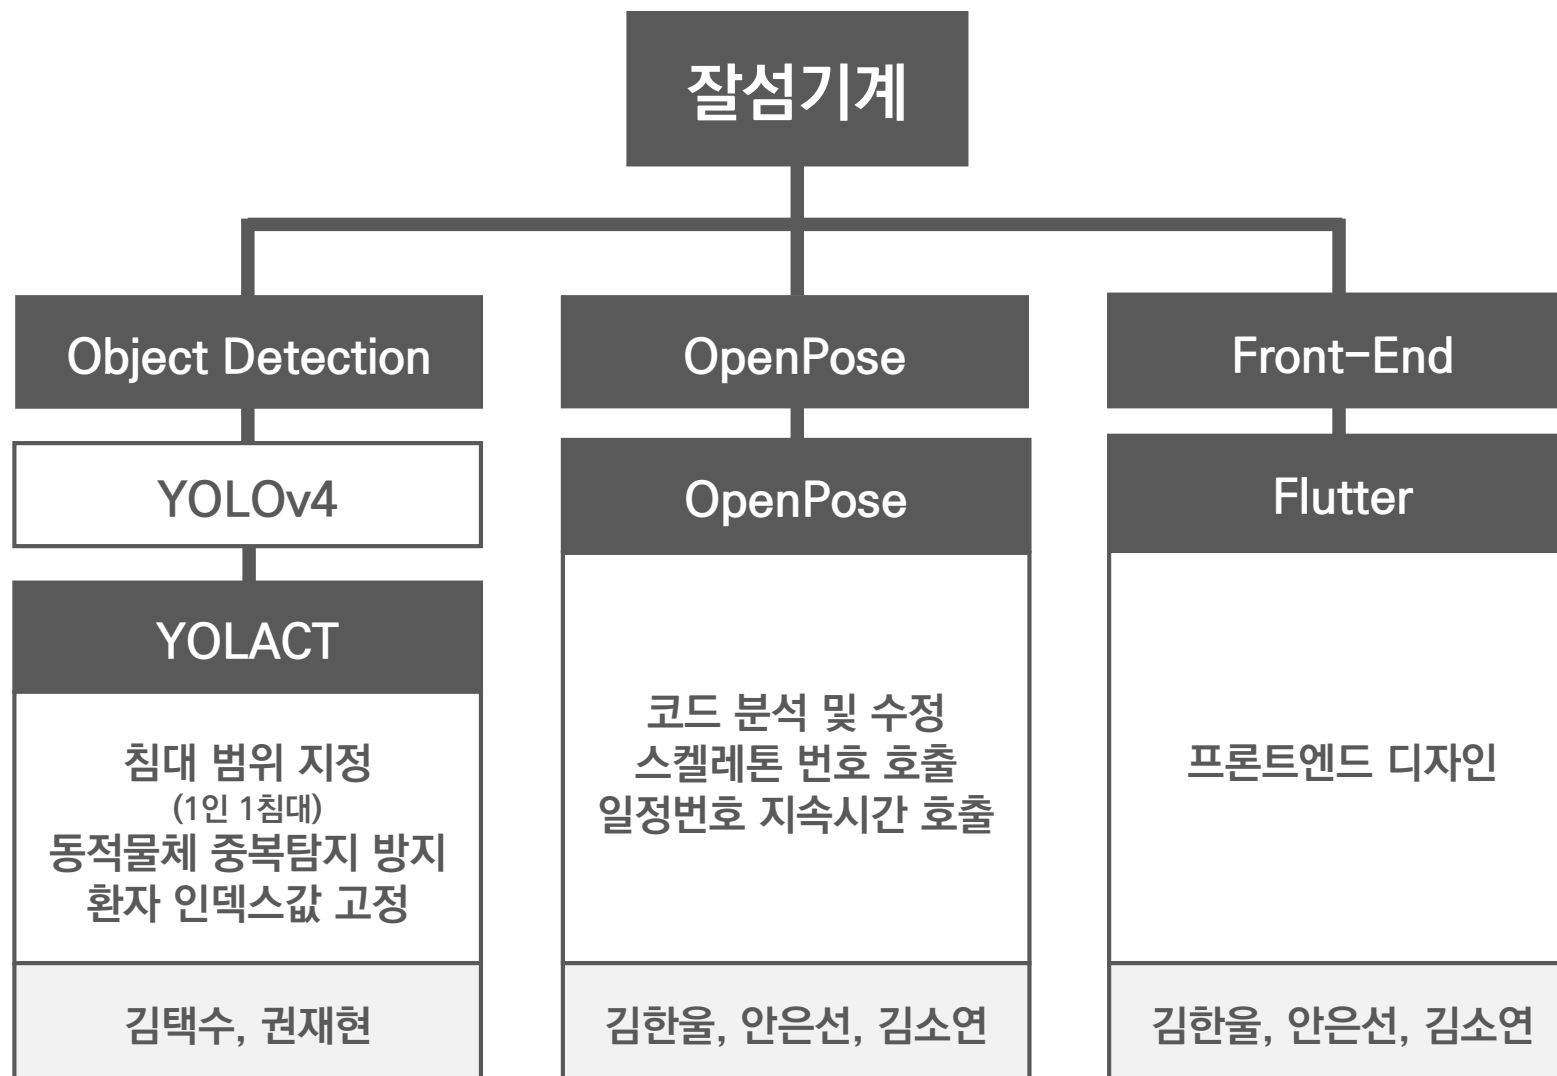 잘섬기계
Object Detection
YOLOv4
YOLACT
침대 범위 지정
(1인 1침대)
동적물체 중복탐지 방지
환자 인덱스값 고정
김택수, 권재현
OpenPose
OpenPose
코드 분석 및 수정
스켈레톤 번호 호출
일정번호 지속시간 호출
김한울, 안은선, 김소연
Front-End
Flutter
프론트엔드 디자인
김한울, 안은선, 김소연